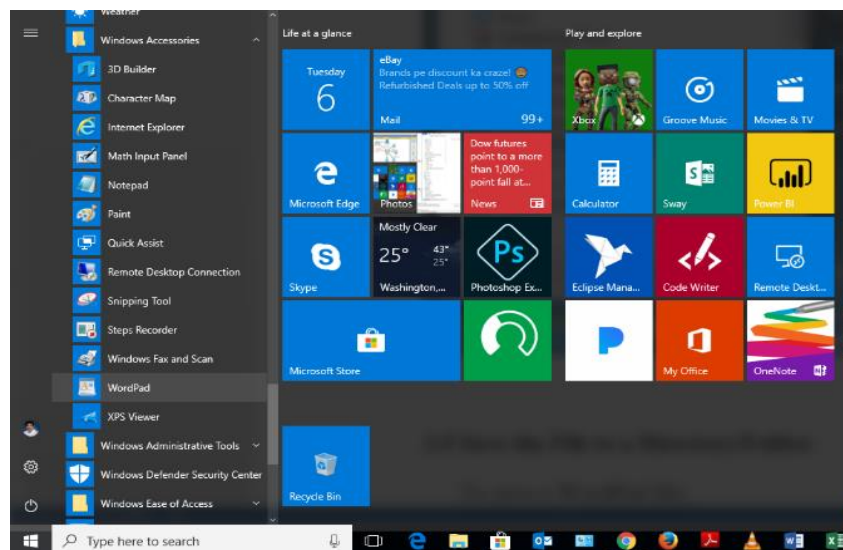 Weather
Windows Accessories
3D Builder
Character Map
Internet Explorer
Math Input Panel
Notepad
Paint
Quick Assist
Remote Desktop Connection
Snipping Tool
Steps Recorder
Windows Fax and Scan
WordPad
XPS Viewer
Windows Administrative Tools
Windows Defender Security Center
Windows Ease of Access
Life at a glance
Tuesday
6
eBay
Brands pe discount ka craze!
Refurbished Deals up to 50% off
Mail 99+
Microsoft Edge
Photos
Dow futures
point to a more
than 1,000-
point fall at...
News
Skype
Mostly Clear
25° 43°
25°
Washington,...
Ps
Photoshop Ex...
Microsoft Store
Recycle Bin
Play and explore
Xbox
Groove Music
Movies & TV
Calculator
S
Sway
Power BI
Eclipse Mana...
Code Writer
Remote Deskt...
My Office
OneNote
Type here to search